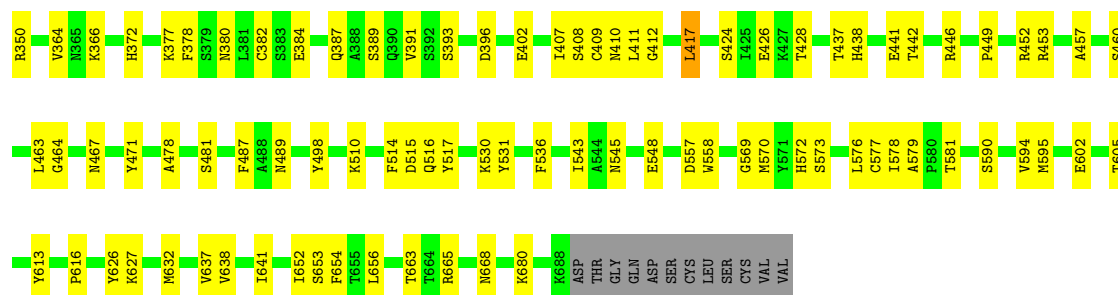 R350 V364 N365 K366 H372 K377 F378 S379 N380 L381 C382 S383 E384 Q387 A388 S389 Q390 V391 S392 S393 D396 E402 I407 S408 C409 N410 L411 G412 L417 S424 I425 E426 K427 T428 T437 H438 E441 T442 R446 P449 R452 R453 A457 S460
L463 G464 N467 Y471 A478 S481 F487 A488 N489 Y498 K510 F514 D515 Q516 Y517 K530 Y531 F536 I543 A544 N545 E548 D557 W558 G569 M570 Y571 H572 S573 L576 C577 I578 A579 P580 T581 S590 V594 M595 E602 T605
Y613 P616 Y626 K627 M632 V637 V638 I641 I652 S653 F654 T655 L656 T663 T664 R665 N668 K680 K688 ASP THR GLY GLN ASP SER CYS LEU SER CYS VAL VAL